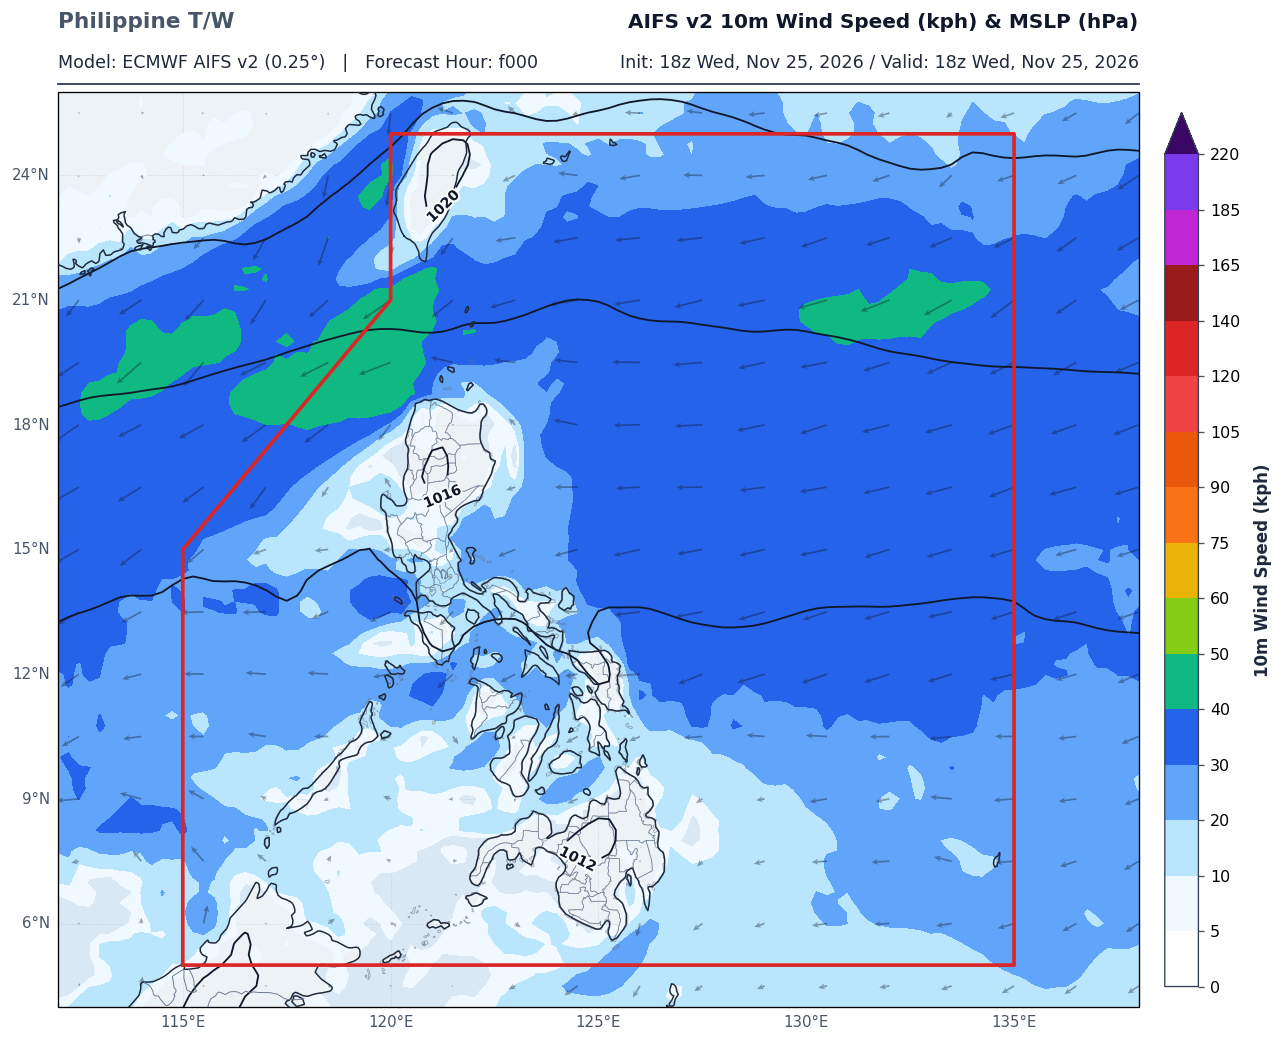 Philippine T/W
AIFS v2 10m Wind Speed (kph) & MSLP (hPa)
Model: ECMWF AIFS v2 (0.25°)   |   Forecast Hour: f000
Init: 18z Wed, Nov 25, 2026 / Valid: 18z Wed, Nov 25, 2026
24°N
21°N
18°N
15°N
12°N
9°N
6°N
115°E
120°E
125°E
130°E
135°E
1020
1016
1012
220
185
165
140
120
105
90
75
60
50
40
30
20
10
5
0
10m Wind Speed (kph)